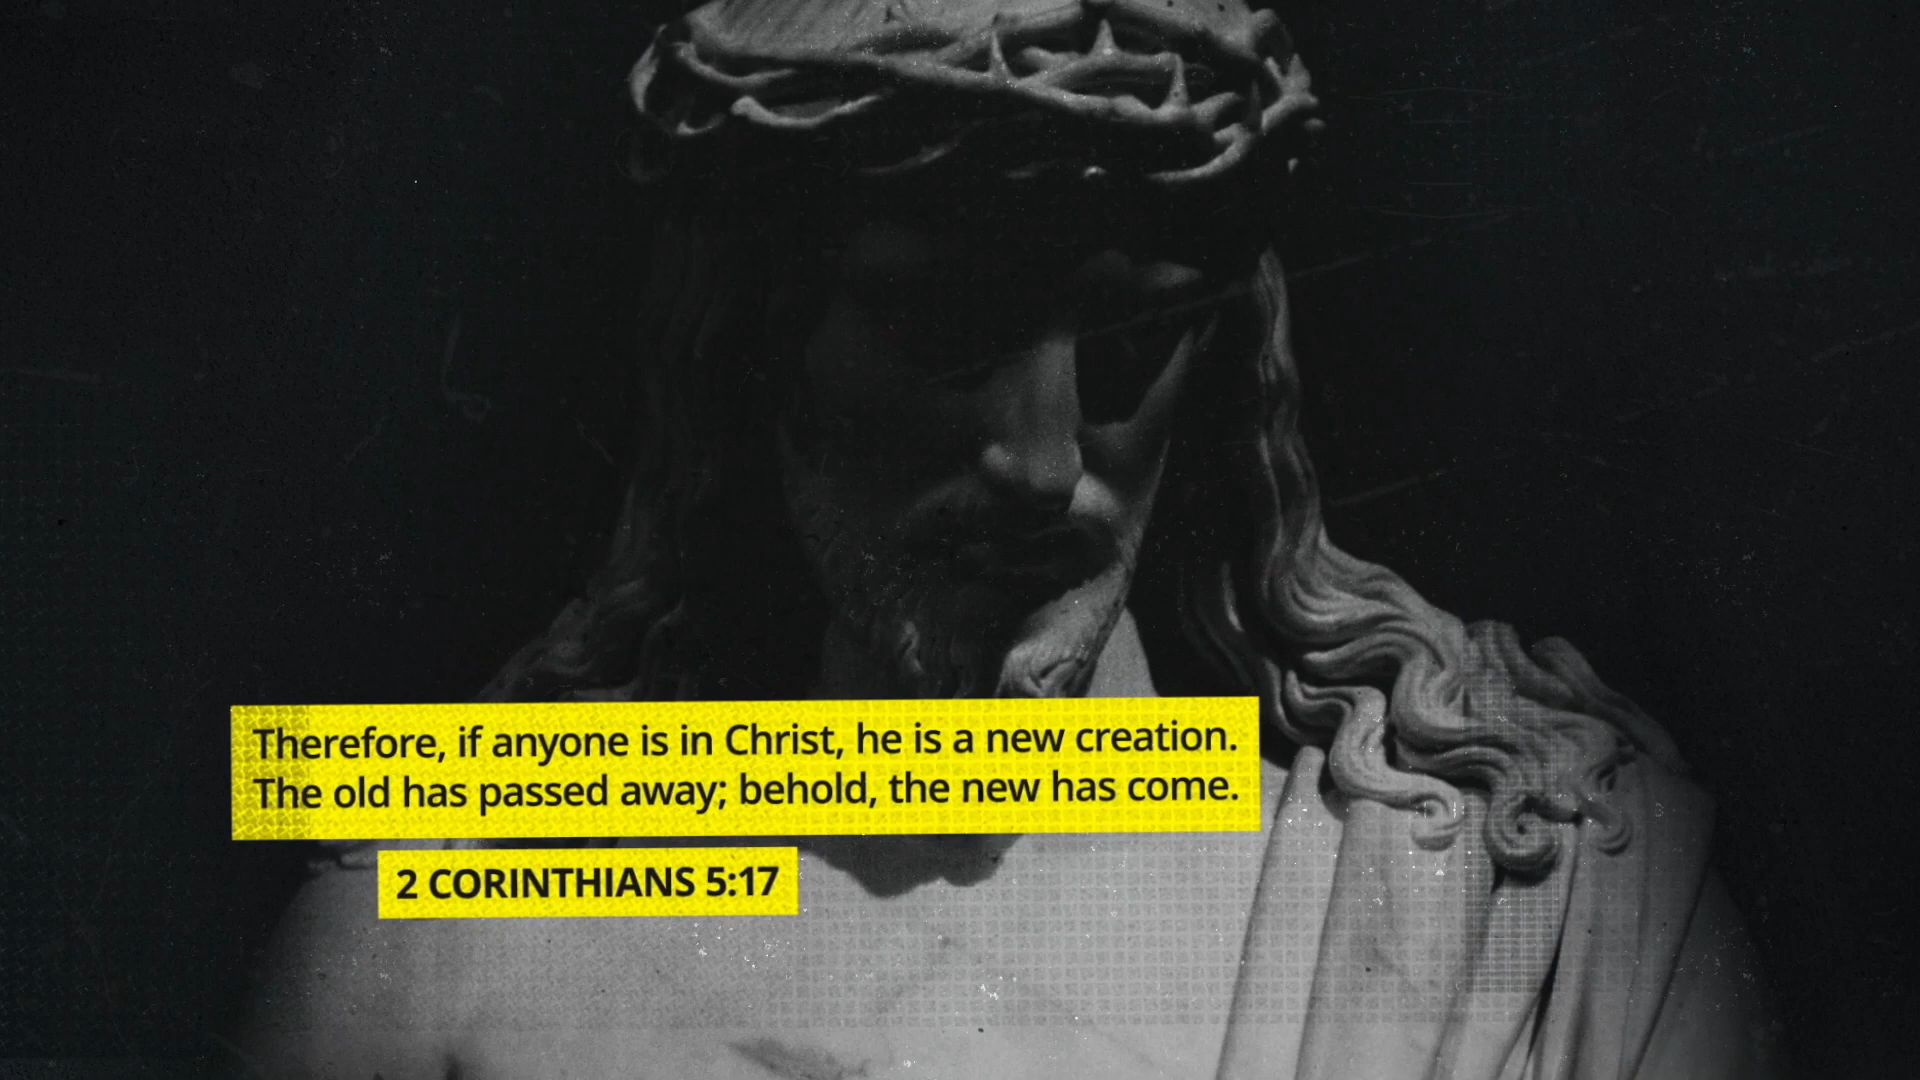 Therefore, if anyone is in Christ, he is a new creation.
The old has passed away; behold, the new has come.
2 CORINTHIANS 5:17